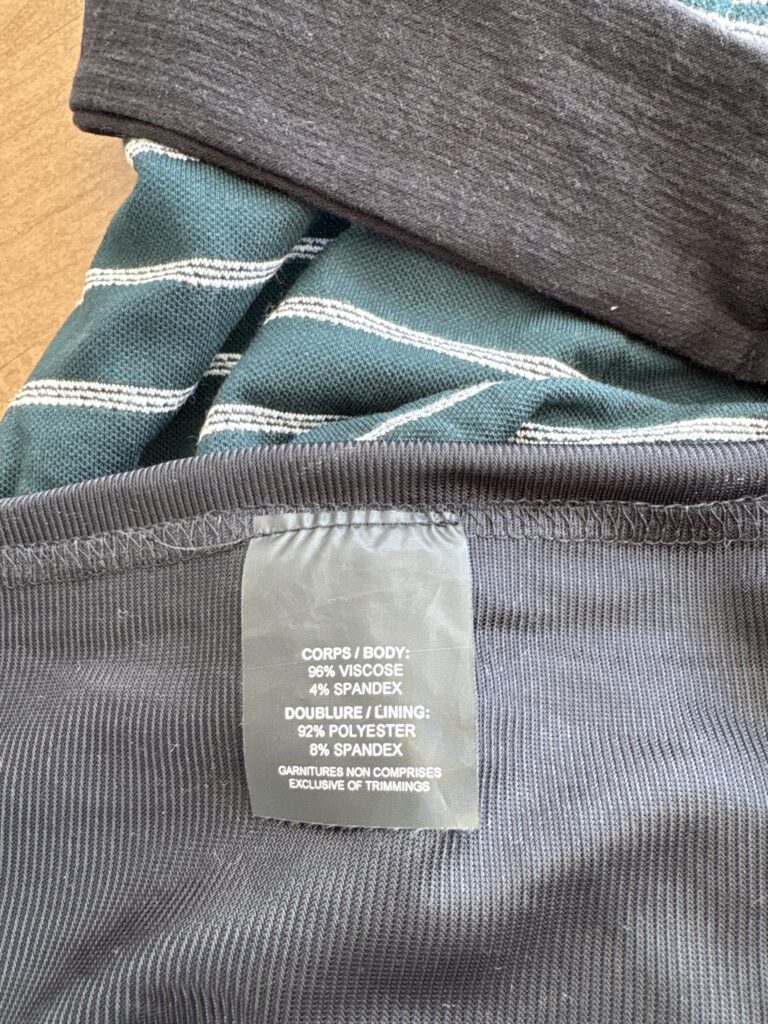 CORPS / BODY:
96% VISCOSE
4% SPANDEX
DOUBLURE / LINING:
92% POLYESTER
8% SPANDEX
GARNITURES NON COMPRISES
EXCLUSIVE OF TRIMMINGS